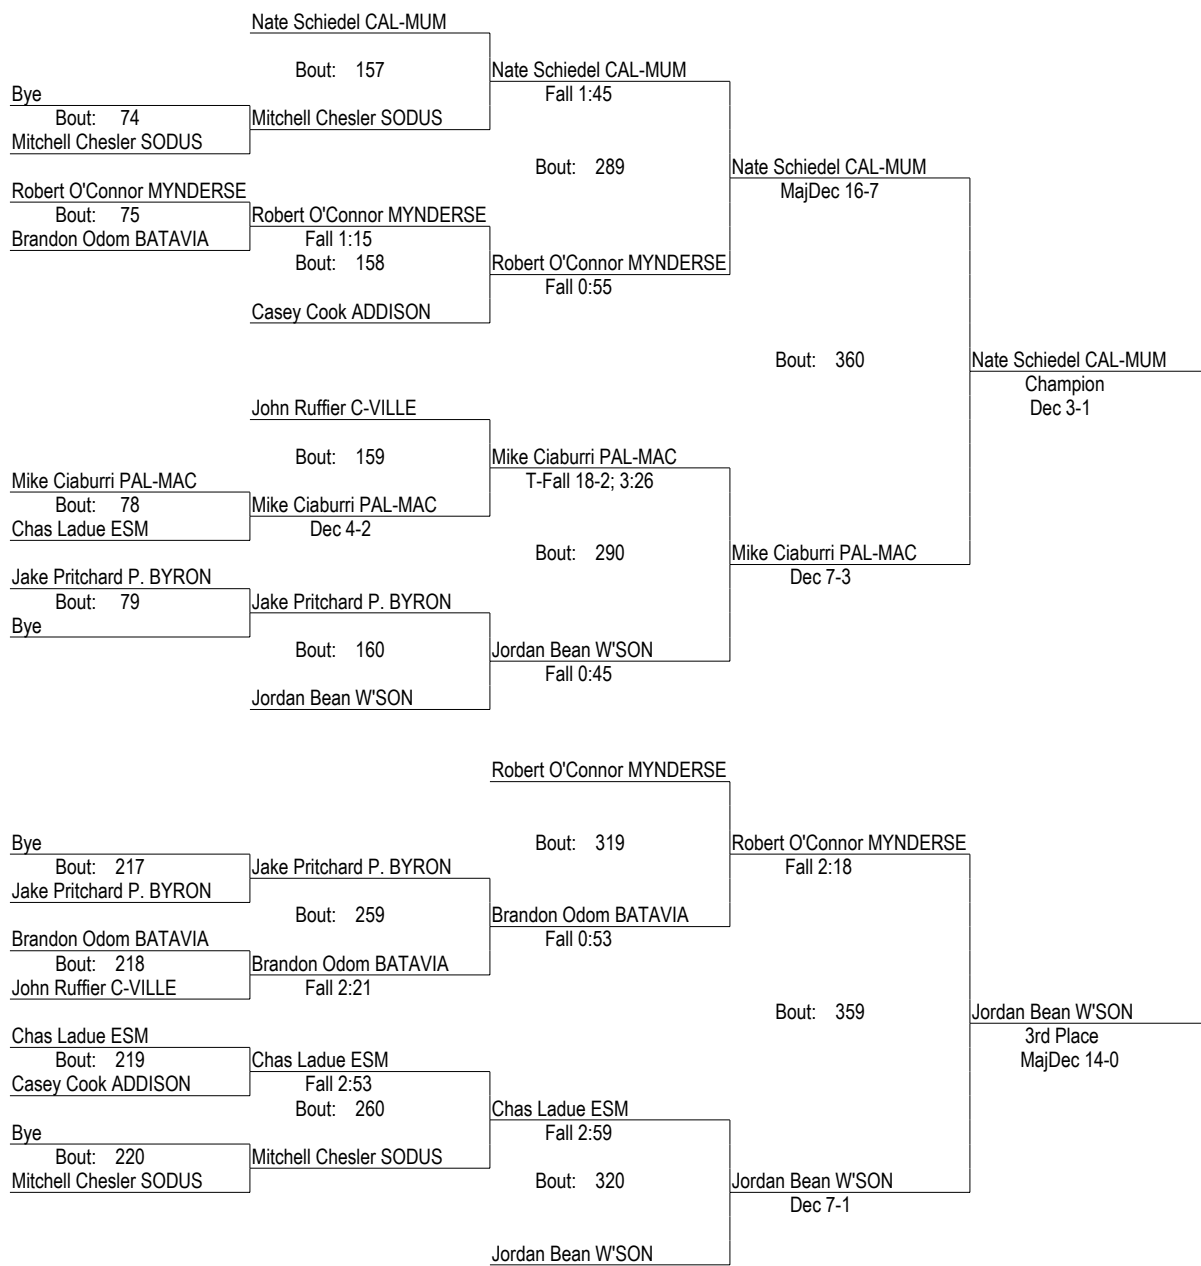 Nate Schiedel CAL-MUM
Bout: 157
Nate Schiedel CAL-MUM
Fall 1:45
Bye
Bout: 74
Mitchell Chesler SODUS
Mitchell Chesler SODUS
Bout: 289
Nate Schiedel CAL-MUM
MajDec 16-7
Robert O'Connor MYNDERSE
Bout: 75
Brandon Odom BATAVIA
Robert O'Connor MYNDERSE
Fall 1:15
Bout: 158
Robert O'Connor MYNDERSE
Fall 0:55
Casey Cook ADDISON
Bout: 360
Nate Schiedel CAL-MUM
Champion
Dec 3-1
John Ruffier C-VILLE
Bout: 159
Mike Ciaburri PAL-MAC
T-Fall 18-2; 3:26
Mike Ciaburri PAL-MAC
Bout: 78
Chas Ladue ESM
Mike Ciaburri PAL-MAC
Dec 4-2
Bout: 290
Mike Ciaburri PAL-MAC
Dec 7-3
Jake Pritchard P. BYRON
Bout: 79
Bye
Jake Pritchard P. BYRON
Bout: 160
Jordan Bean W'SON
Fall 0:45
Jordan Bean W'SON
Robert O'Connor MYNDERSE
Bout: 319
Robert O'Connor MYNDERSE
Fall 2:18
Bye
Bout: 217
Jake Pritchard P. BYRON
Jake Pritchard P. BYRON
Bout: 259
Brandon Odom BATAVIA
Fall 0:53
Brandon Odom BATAVIA
Bout: 218
John Ruffier C-VILLE
Brandon Odom BATAVIA
Fall 2:21
Bout: 359
Jordan Bean W'SON
3rd Place
MajDec 14-0
Chas Ladue ESM
Bout: 219
Casey Cook ADDISON
Chas Ladue ESM
Fall 2:53
Bout: 260
Chas Ladue ESM
Fall 2:59
Bye
Bout: 220
Mitchell Chesler SODUS
Mitchell Chesler SODUS
Bout: 320
Jordan Bean W'SON
Dec 7-1
Jordan Bean W'SON